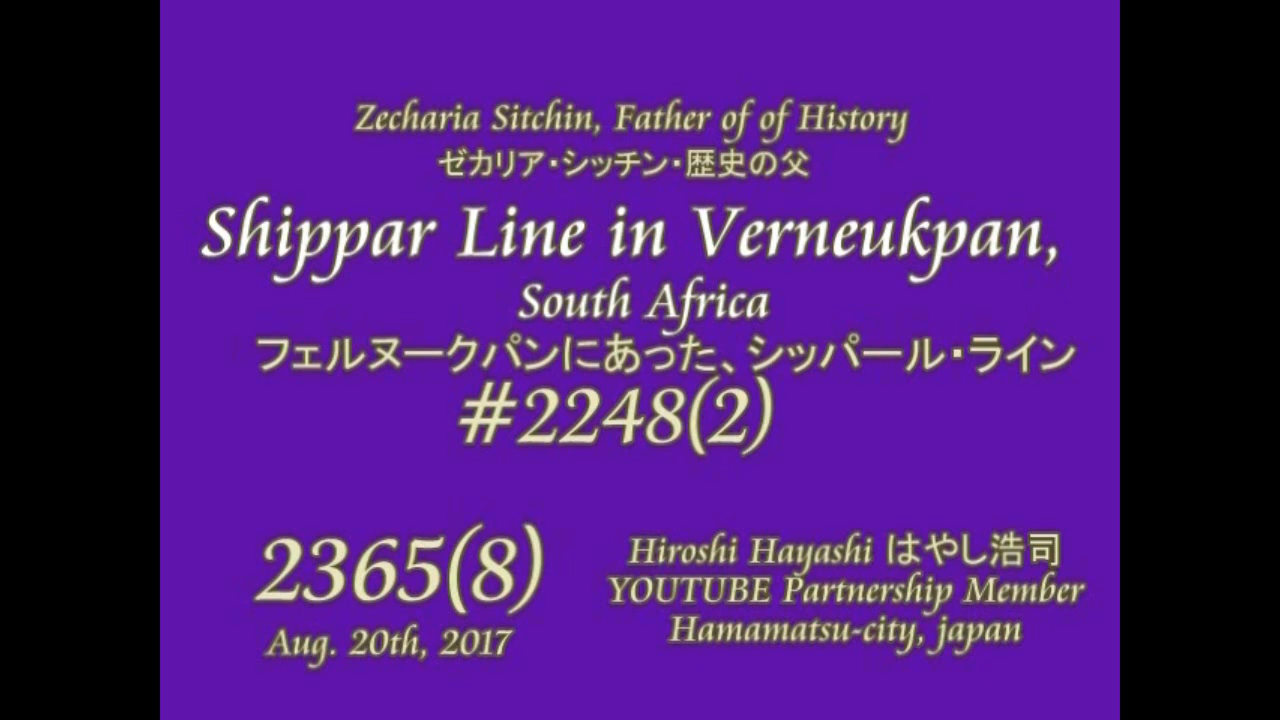 Zecharia Sitchin, Father of of History
ゼカリア・シッチン・歴史の父
Shippar Line in Verneukpan,
South Africa
フェルヌークパンにあった、シッパール・ライン
#2248(2)
2365(8)
Aug. 20th, 2017
Hiroshi Hayashi はやし浩司
YOUTUBE Partnership Member
Hamamatsu-city, japan